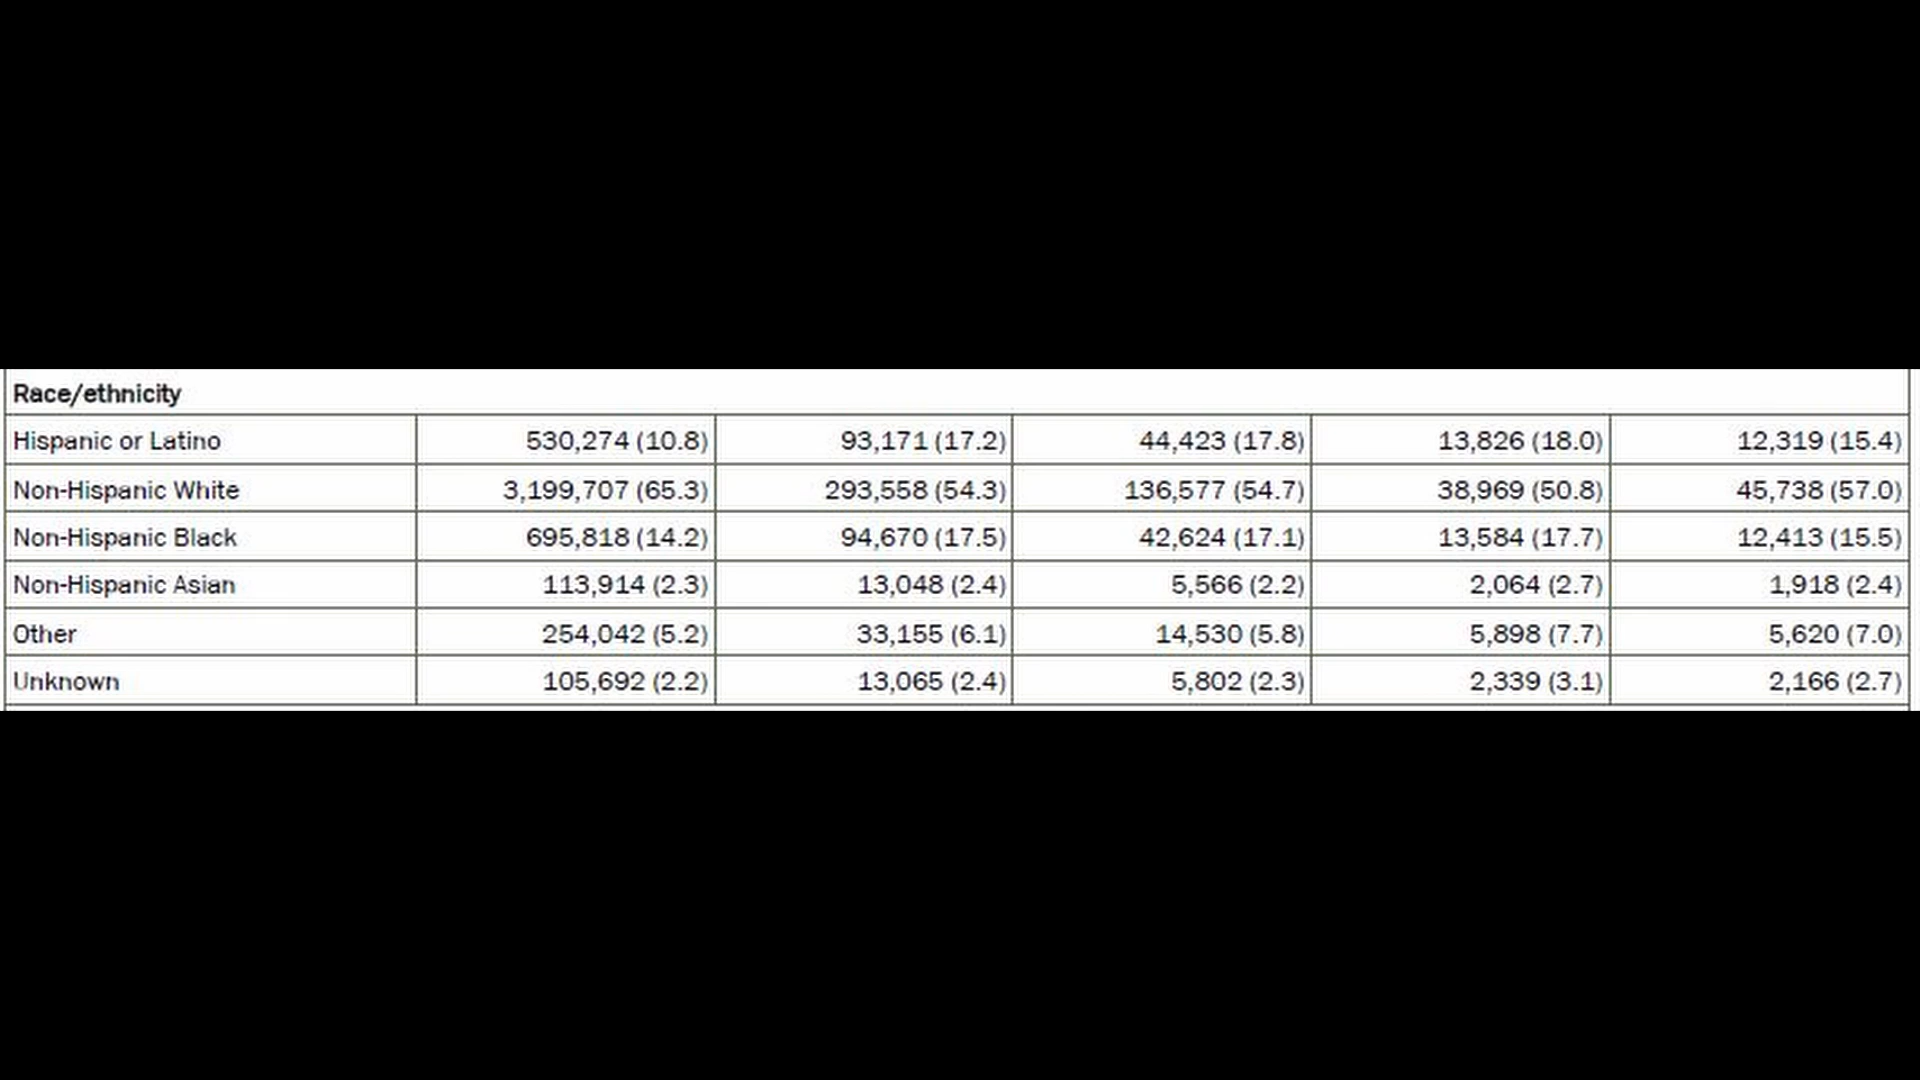 Race/ethnicity
Hispanic or Latino 530,274 (10.8) 93,171 (17.2) 44,423 (17.8) 13,826 (18.0) 12,319 (15.4)
Non-Hispanic White 3,199,707 (65.3) 293,558 (54.3) 136,577 (54.7) 38,969 (50.8) 45,738 (57.0)
Non-Hispanic Black 695,818 (14.2) 94,670 (17.5) 42,624 (17.1) 13,584 (17.7) 12,413 (15.5)
Non-Hispanic Asian 113,914 (2.3) 13,048 (2.4) 5,566 (2.2) 2,064 (2.7) 1,918 (2.4)
Other 254,042 (5.2) 33,155 (6.1) 14,530 (5.8) 5,898 (7.7) 5,620 (7.0)
Unknown 105,692 (2.2) 13,065 (2.4) 5,802 (2.3) 2,339 (3.1) 2,166 (2.7)